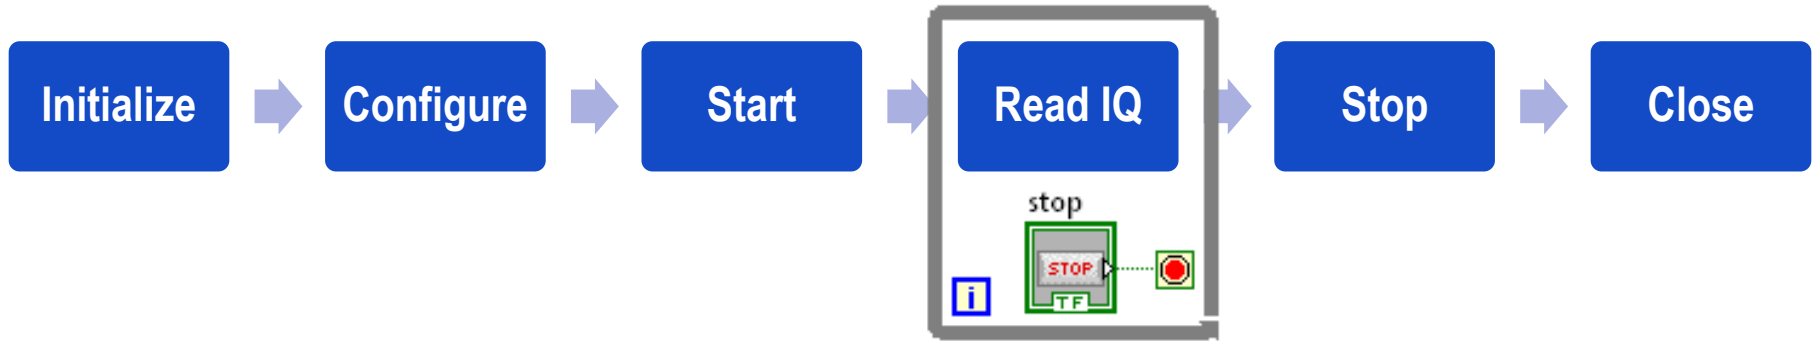 Initialize
Configure
Start
Read IQ
Stop
Close
stop
STOP
TF
i